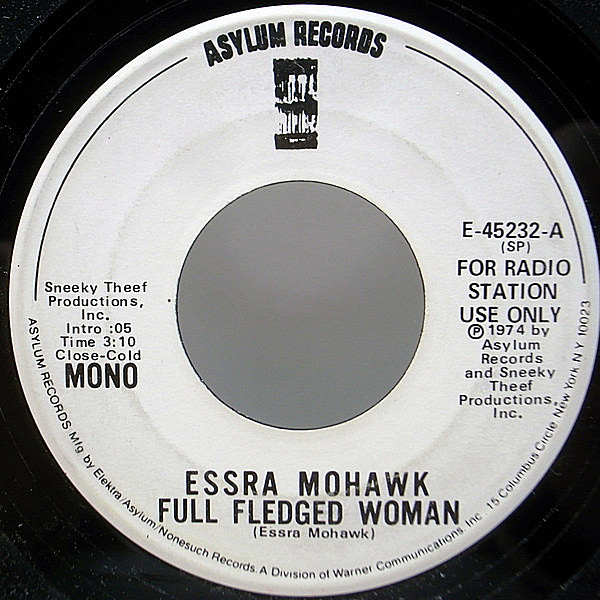 ASYLUM RECORDS
Sneeky Theef
Productions,
Inc.
Intro :05
Time 3:10
Close-Cold
MONO
E-45232-A
(SP)
FOR RADIO
STATION
USE ONLY
℗ 1974 by
Asylum
Records
and Sneeky
Theef
Productions,
Inc.
ESSRA MOHAWK
FULL FLEDGED WOMAN
(Essra Mohawk)
ASYLUM RECORDS Mfg by Elektra/Asylum/Nonesuch Records. A Division of Warner Communications, Inc. 15 Columbus Circle, New York N Y 10023